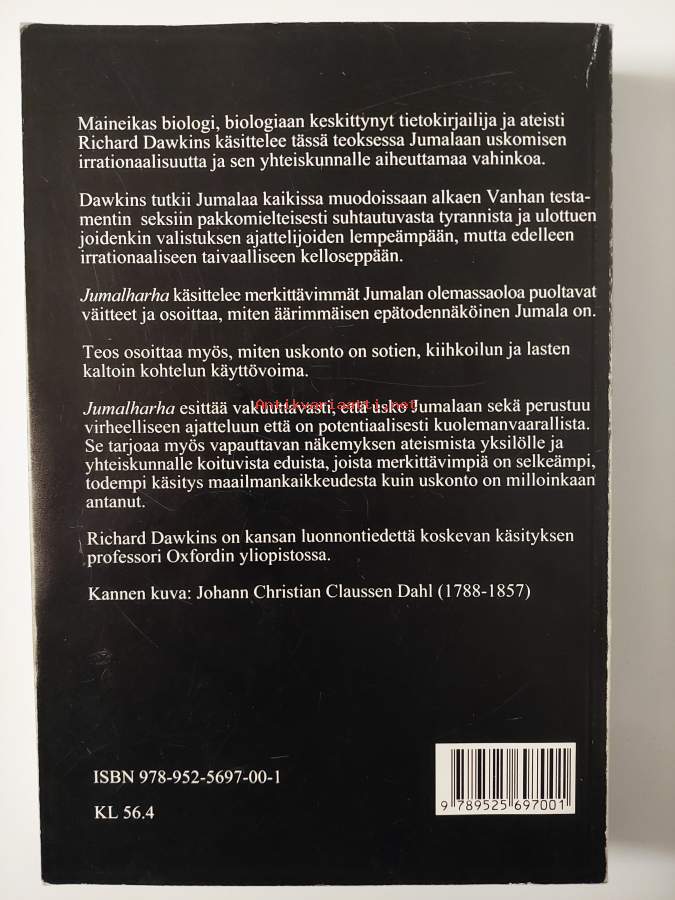 Maineikas biologi, biologiaan keskittynyt tietokirjailija ja ateisti
Richard Dawkins käsittelee tässä teoksessa Jumalaan uskomisen
irrationaalisuutta ja sen yhteiskunnalle aiheuttamaa vahinkoa.
Dawkins tutkii Jumalaa kaikissa muodoissaan alkaen Vanhan testa-
mentin seksiin pakkomielteisesti suhtautuvasta tyrannista ja ulottuen
joidenkin valistuksen ajattelijoiden lempeämpään, mutta edelleen
irrationaaliseen taivaalliseen kelloseppään.
Jumalharha käsittelee merkittävimmät Jumalan olemassaoloa puoltavat
väitteet ja osoittaa, miten äärimmäisen epätodennäköinen Jumala on.
Teos osoittaa myös, miten uskonto on sotien, kiihkoilun ja lasten
kaltoin kohtelun käyttövoima.
Antikvariaatti.net
Jumalharha esittää vakuuttavasti, että usko Jumalaan sekä perustuu
virheelliseen ajatteluun että on potentiaalisesti kuolemanvaarallista.
Se tarjoaa myös vapauttavan näkemyksen ateismista yksilölle ja
yhteiskunnalle koituvista eduista, joista merkittävimpiä on selkeämpi,
todempi käsitys maailmankaikkeudesta kuin uskonto on milloinkaan
antanut.
Richard Dawkins on kansan luonnontiedettä koskevan käsityksen
professori Oxfordin yliopistossa.
Kannen kuva: Johann Christian Claussen Dahl (1788-1857)
ISBN 978-952-5697-00-1
KL 56.4
9 789525 697001